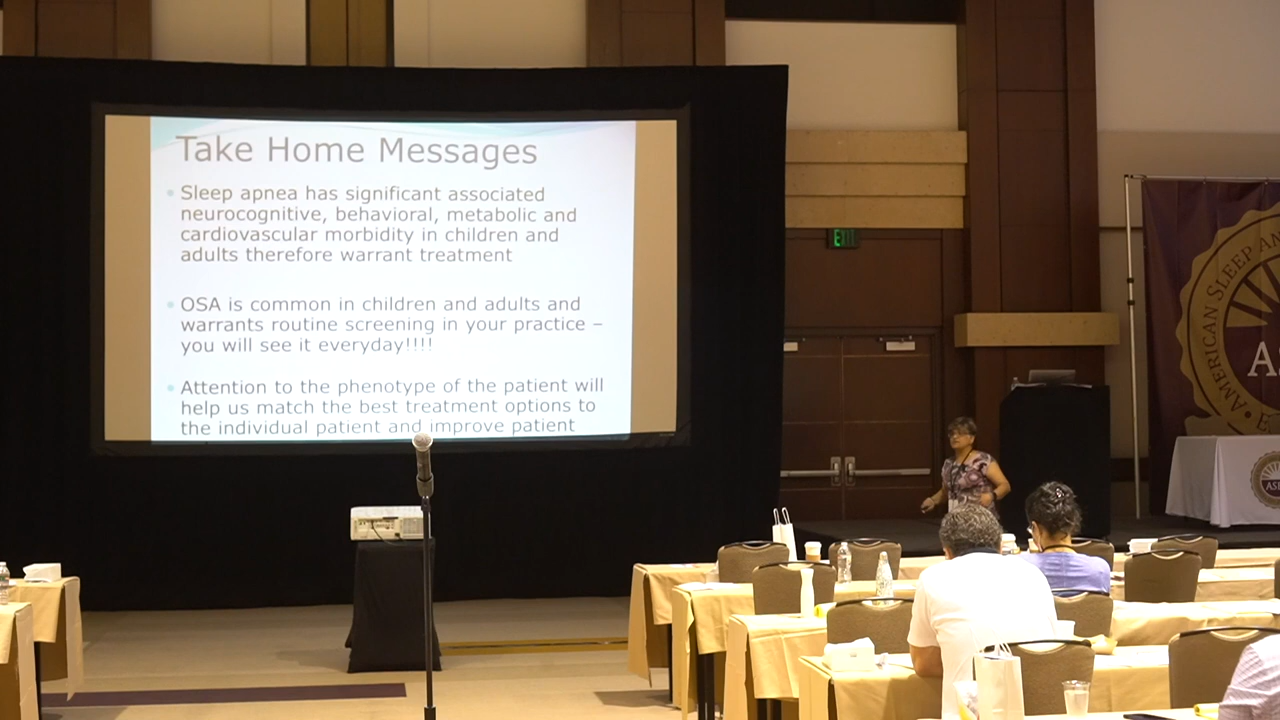 Take Home Messages
• Sleep apnea has significant associated
neurocognitive, behavioral, metabolic and
cardiovascular morbidity in children and
adults therefore warrant treatment
• OSA is common in children and adults and
warrants routine screening in your practice –
you will see it everyday!!!!
• Attention to the phenotype of the patient will
help us match the best treatment options to
the individual patient and improve patient
EXIT
AMERICAN SLEEP AN